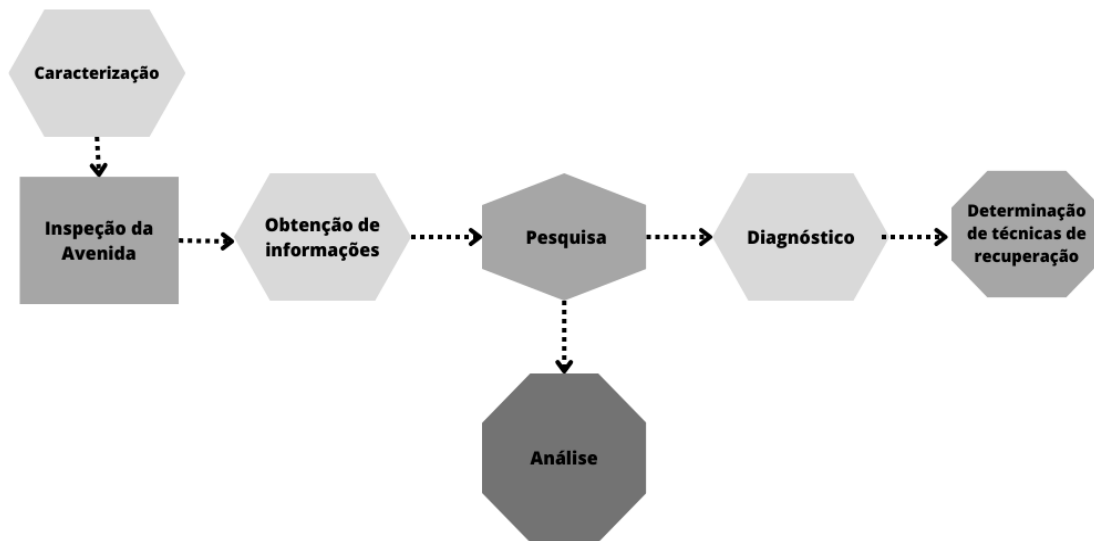 Caracterização
Inspeção da
Avenida
Obtenção de
informações
Pesquisa
Diagnóstico
Determinação
de técnicas de
recuperação
Análise